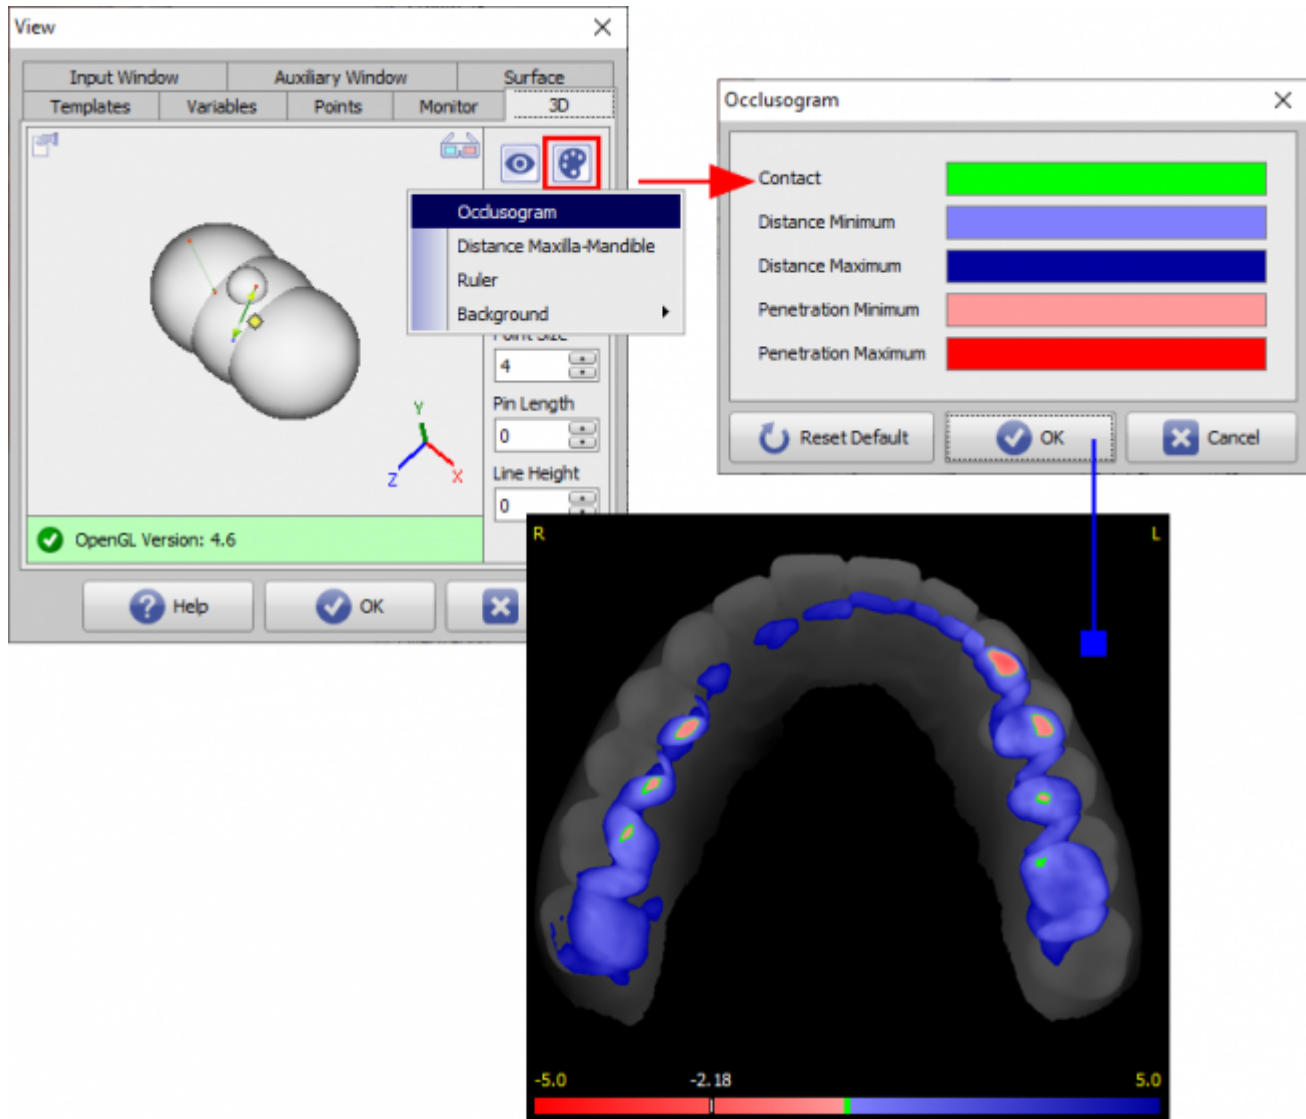 View
Input Window Auxiliary Window Surface
Templates Variables Points Monitor 3D
Occlusogram
Distance Maxilla-Mandible
Ruler
Background
Point Size
4
Pin Length
0
Line Height
0
Y
Z X
OpenGL Version: 4.6
Help OK
Occlusogram
Contact
Distance Minimum
Distance Maximum
Penetration Minimum
Penetration Maximum
Reset Default OK Cancel
R L
-5.0 -2.18 5.0